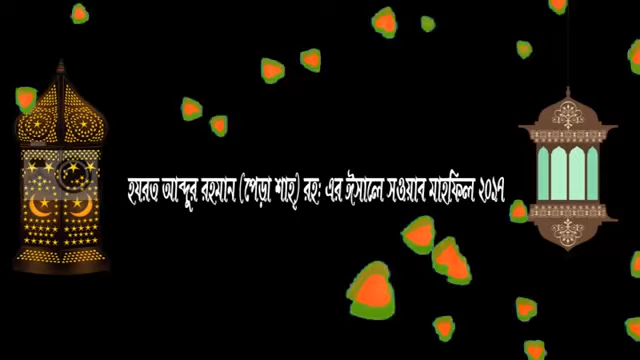 হযরত আব্দুর রহমান (পেড়া শাহ্) রহ: এর ঈসালে সওয়াব মাহফিল ২০১৭